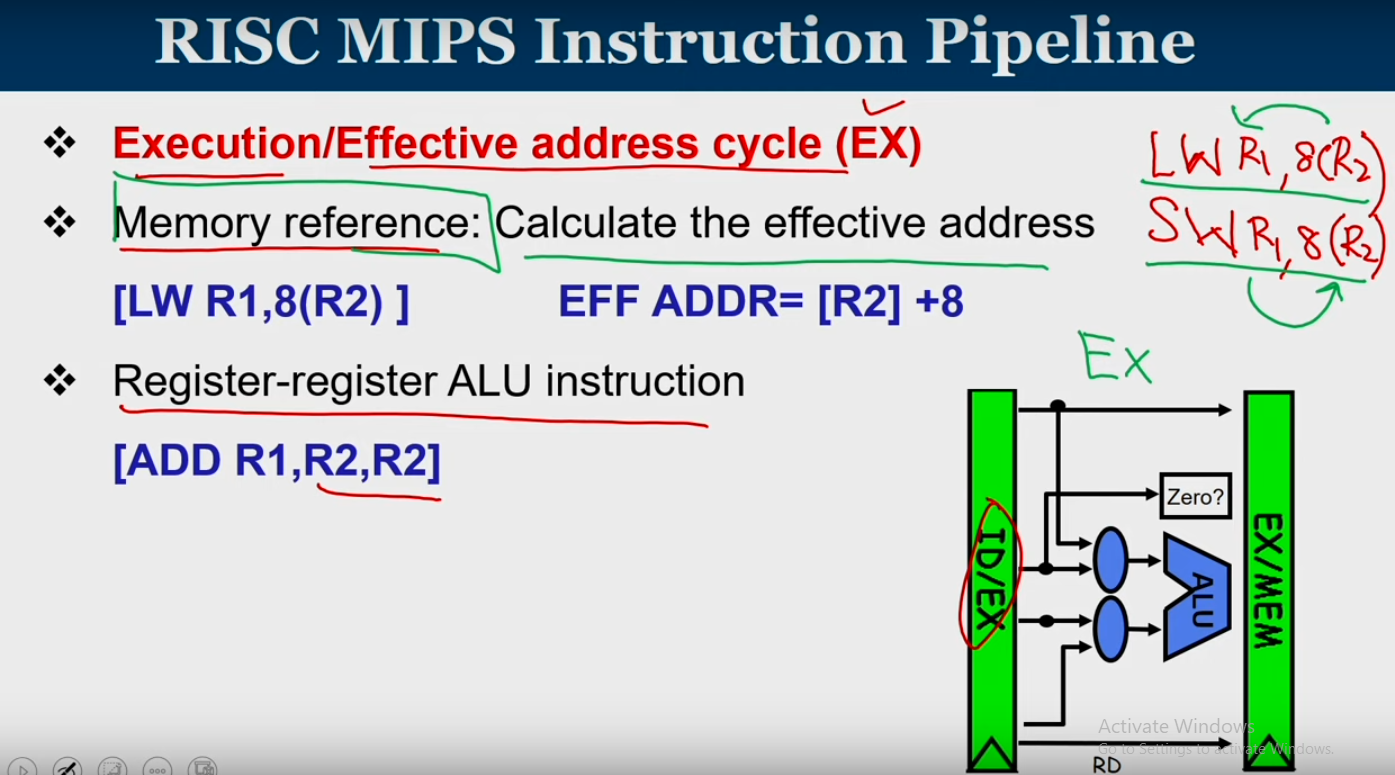 RISC MIPS Instruction Pipeline
❖ Execution/Effective address cycle (EX)
❖ Memory reference: Calculate the effective address
[LW R1,8(R2) ] EFF ADDR= [R2] +8
❖ Register-register ALU instruction
[ADD R1,R2,R2]
LW R1,8(R2)
SW R1,8(R2)
Ex
ID/EX
Zero?
ALU
EX/MEM
RD
Activate Windows
Go to Settings to activate Windows.